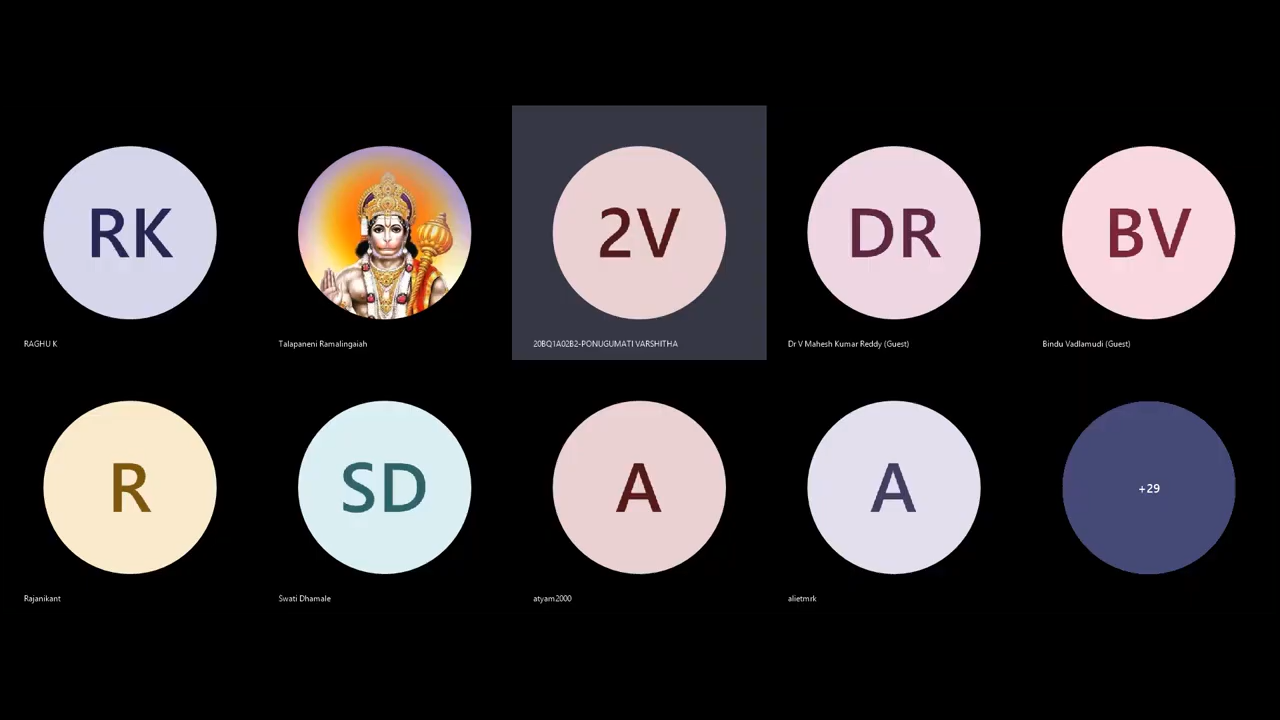 RK
2V
DR
BV
RAGHU K
Talapaneni Ramalingaiah
20BQ1A02B2-PONUGUMATI VARSHITHA
Dr V Mahesh Kumar Reddy (Guest)
Bindu Vadlamudi (Guest)
R
SD
A
A
+29
Rajanikant
Swati Dhamale
atyam2000
alietmrk